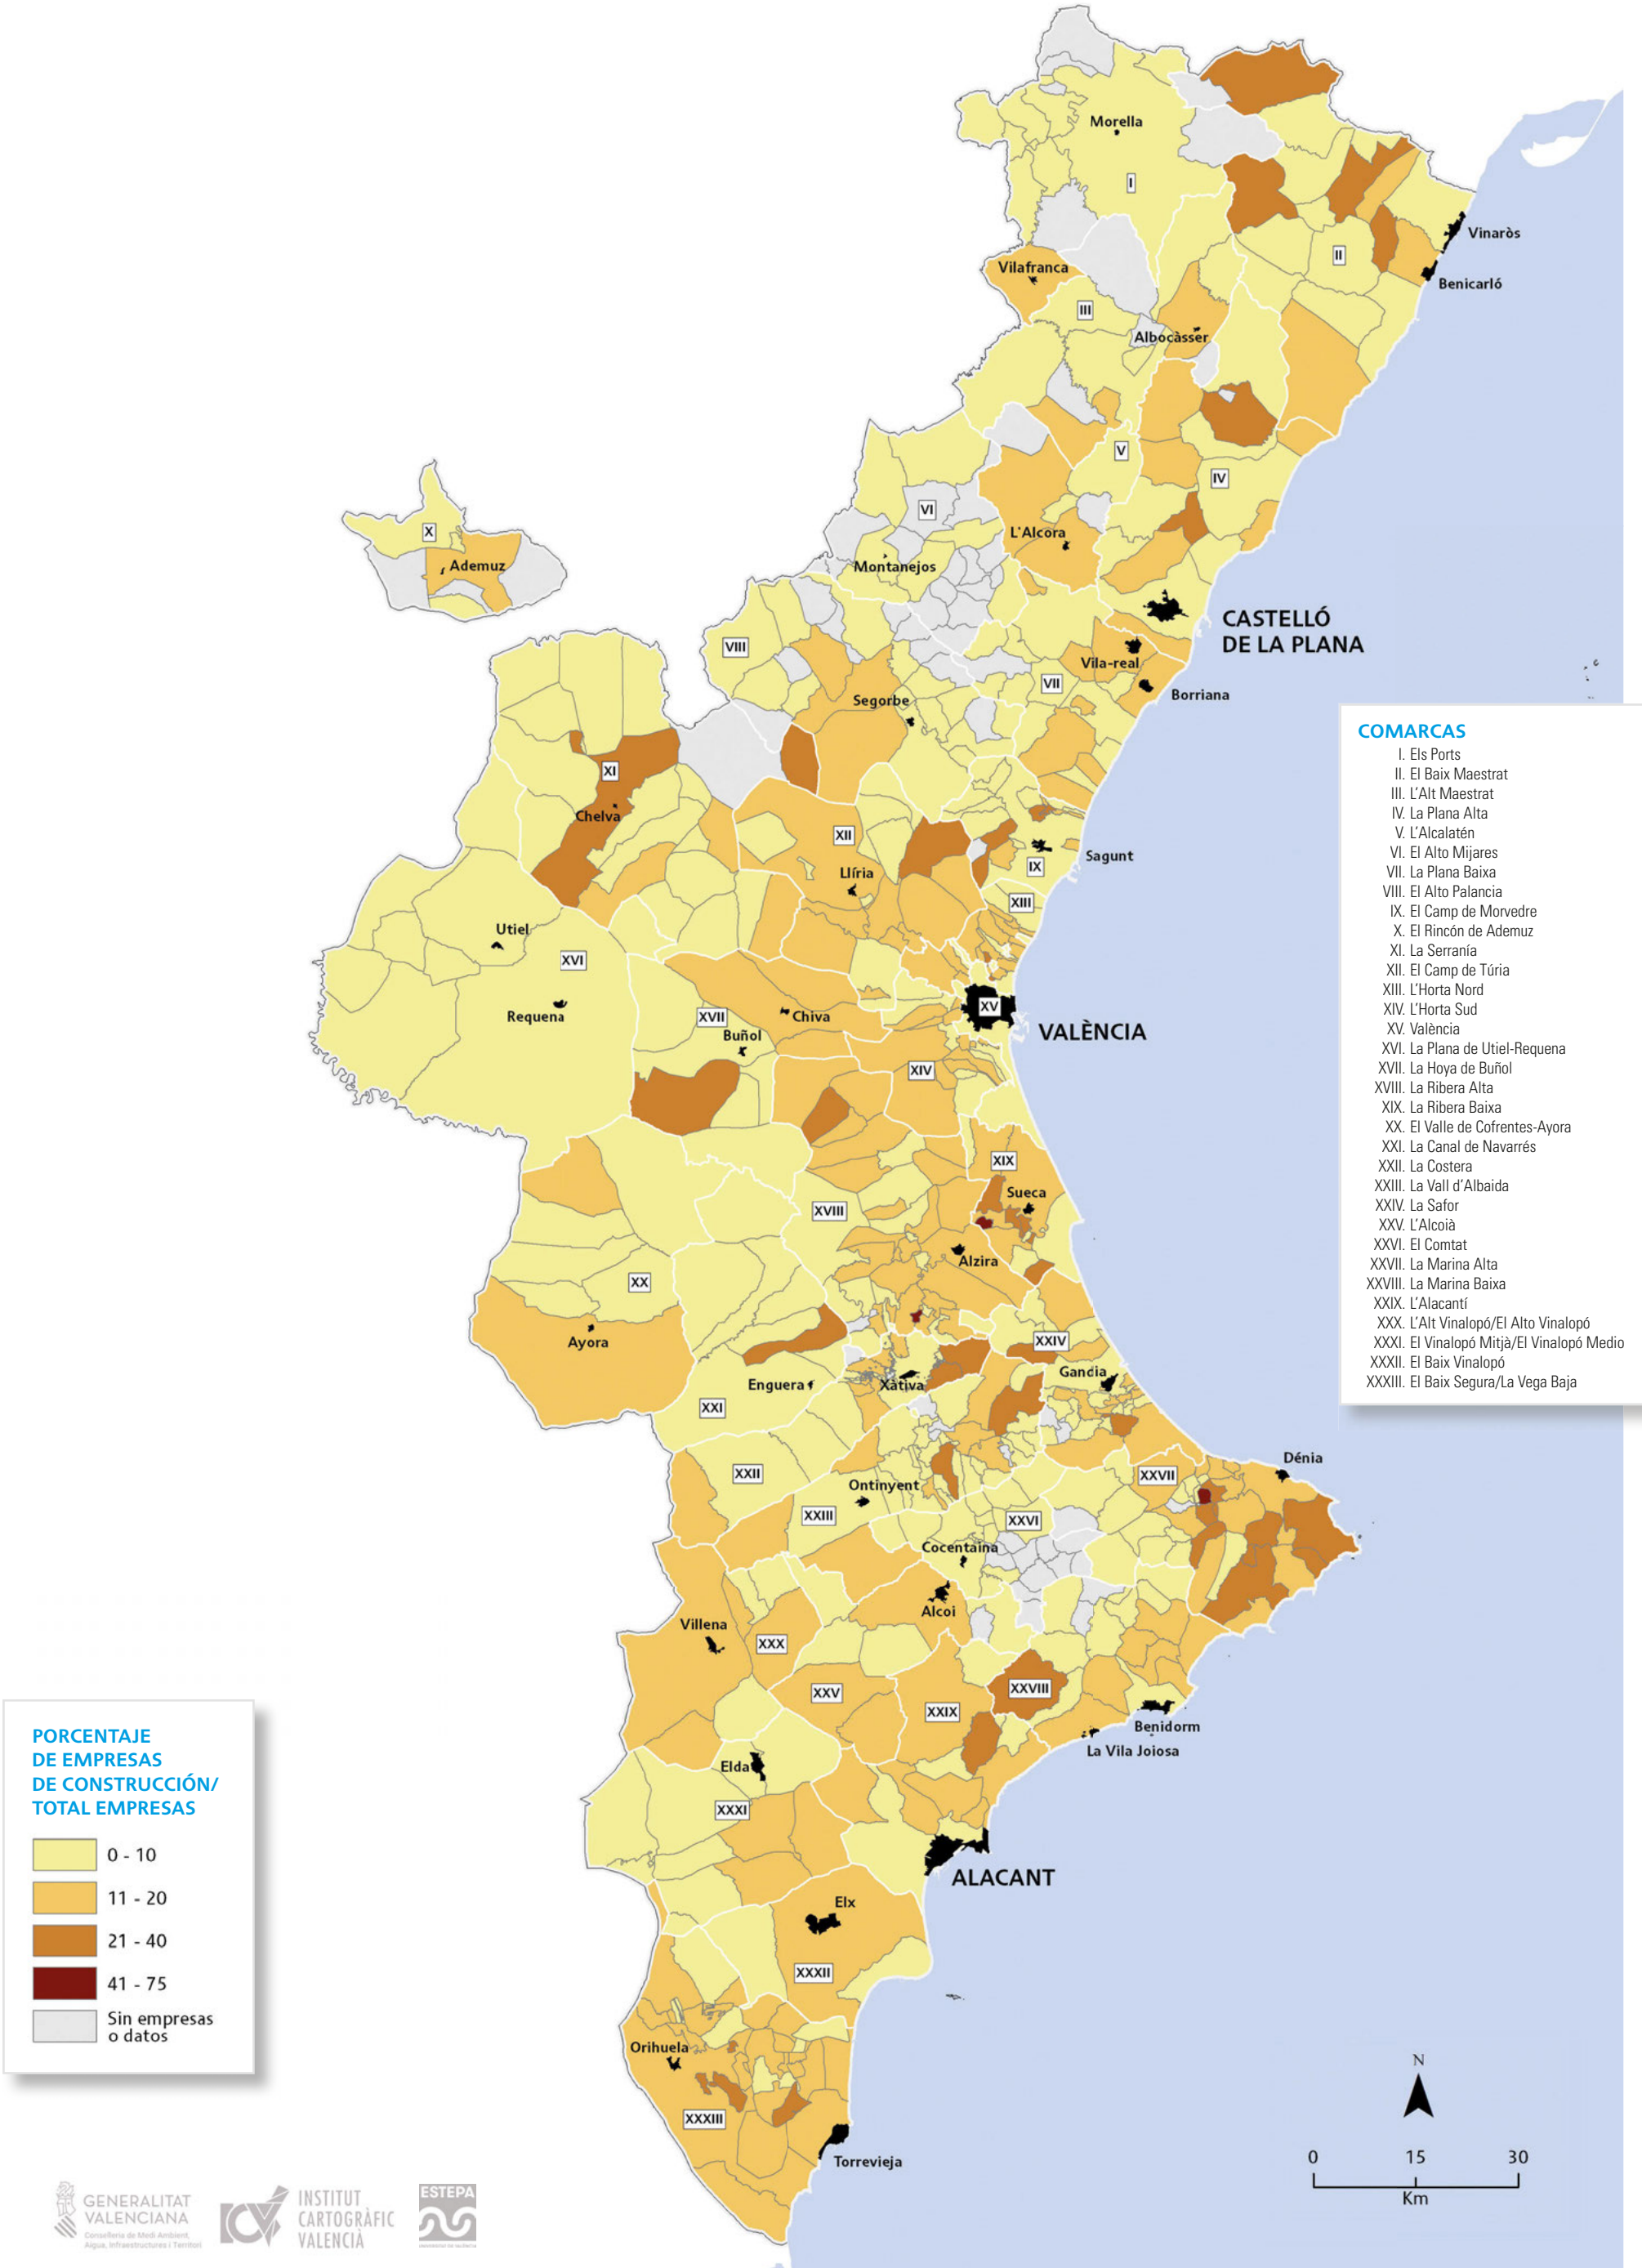 Morella
I
Vinaròs
II
Benicarló
Vilafranca
III
Albocàsser
V
IV
VI
L'Alcora
X
Ademuz
Montanejos
CASTELLÓ
DE LA PLANA
VIII
Vila-real
VII
Borriana
Segorbe
XI
Chelva
XII
Llíria
Sagunt
IX
XIII
Utiel
XVI
Requena
XVII
Chiva
Buñol
XV
VALÈNCIA
XIV
XIX
Sueca
XVIII
Alzira
XX
Ayora
XXIV
Gandia
Enguera
Xàtiva
XXI
Dénia
XXVII
XXII
Ontinyent
XXIII
XXVI
Cocentaina
Alcoi
Villena
XXX
XXVIII
XXV
XXIX
Benidorm
La Vila Joiosa
Elda
XXXI
ALACANT
Elx
XXXII
Orihuela
XXXIII
Torrevieja
COMARCAS
I. Els Ports
II. El Baix Maestrat
III. L'Alt Maestrat
IV. La Plana Alta
V. L'Alcalatén
VI. El Alto Mijares
VII. La Plana Baixa
VIII. El Alto Palancia
IX. El Camp de Morvedre
X. El Rincón de Ademuz
XI. La Serranía
XII. El Camp de Túria
XIII. L'Horta Nord
XIV. L'Horta Sud
XV. València
XVI. La Plana de Utiel-Requena
XVII. La Hoya de Buñol
XVIII. La Ribera Alta
XIX. La Ribera Baixa
XX. El Valle de Cofrentes-Ayora
XXI. La Canal de Navarrés
XXII. La Costera
XXIII. La Vall d'Albaida
XXIV. La Safor
XXV. L'Alcoià
XXVI. El Comtat
XXVII. La Marina Alta
XXVIII. La Marina Baixa
XXIX. L'Alacantí
XXX. L'Alt Vinalopó/El Alto Vinalopó
XXXI. El Vinalopó Mitjà/El Vinalopó Medio
XXXII. El Baix Vinalopó
XXXIII. El Baix Segura/La Vega Baja
PORCENTAJE
DE EMPRESAS
DE CONSTRUCCIÓN/
TOTAL EMPRESAS
0 - 10
11 - 20
21 - 40
41 - 75
Sin empresas
o datos
N
0 15 30
Km
GENERALITAT
VALENCIANA
Conselleria de Medi Ambient,
Aigua, Infraestructures i Territori
INSTITUT
CARTOGRÀFIC
VALENCIÀ
ESTEPA